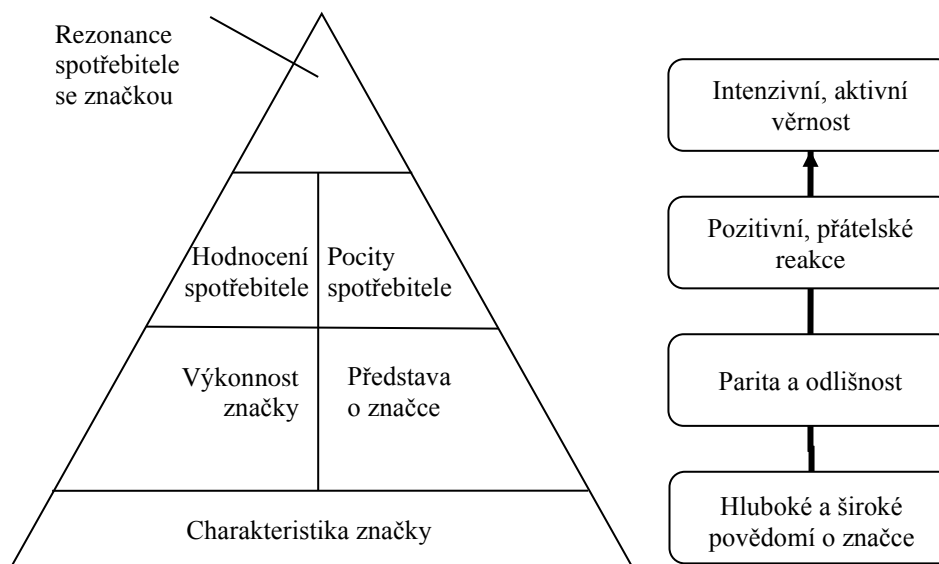 Rezonance
spotřebitele
se značkou
Intenzivní, aktivní
věrnost
Hodnocení
spotřebitele
Pocity
spotřebitele
Pozitivní, přátelské
reakce
Výkonnost
značky
Představa
o značce
Parita a odlišnost
Charakteristika značky
Hluboké a široké
povědomí o značce